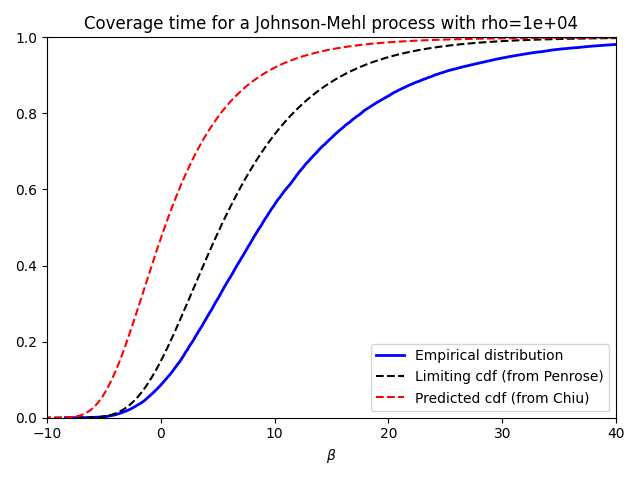 Coverage time for a Johnson-Mehl process with rho=1e+04
1.0
0.8
0.6
0.4
0.2
0.0
−10
0
10
20
30
40
β
Empirical distribution
Limiting cdf (from Penrose)
Predicted cdf (from Chiu)